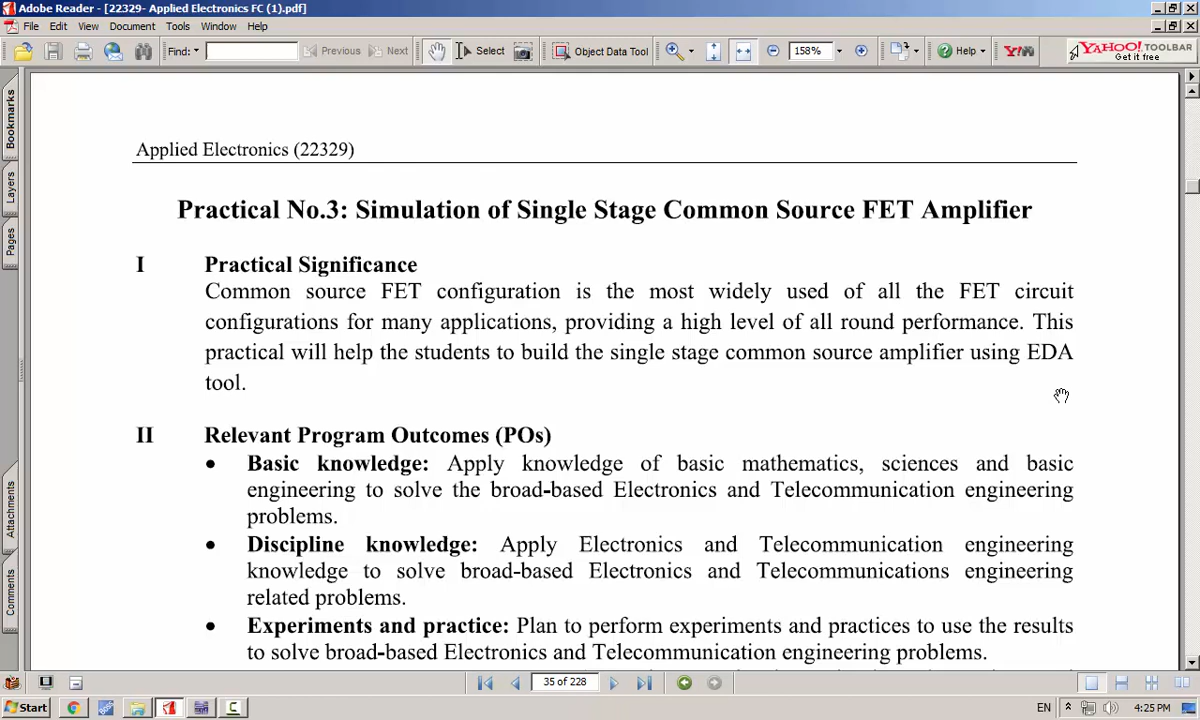 Adobe Reader - [22329- Applied Electronics FC (1).pdf]
File Edit View Document Tools Window Help
Find: Previous Next Select Object Data Tool 158% Help Y! YAHOO! TOOLBAR
Get it free
Bookmarks
Layers
Pages
Attachments
Comments
Applied Electronics (22329)
Practical No.3: Simulation of Single Stage Common Source FET Amplifier
I Practical Significance
Common source FET configuration is the most widely used of all the FET circuit
configurations for many applications, providing a high level of all round performance. This
practical will help the students to build the single stage common source amplifier using EDA
tool.
II Relevant Program Outcomes (POs)
• Basic knowledge: Apply knowledge of basic mathematics, sciences and basic
engineering to solve the broad-based Electronics and Telecommunication engineering
problems.
• Discipline knowledge: Apply Electronics and Telecommunication engineering
knowledge to solve broad-based Electronics and Telecommunications engineering
related problems.
• Experiments and practice: Plan to perform experiments and practices to use the results
to solve broad-based Electronics and Telecommunication engineering problems.
35 of 228
Start EN 4:25 PM